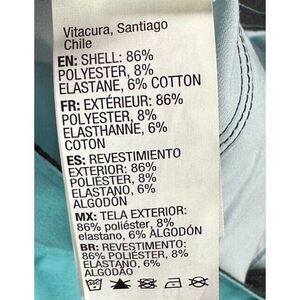 Vitacura, Santiago
Chile
EN: SHELL: 86%
POLYESTER, 8%
ELASTANE, 6% COTTON
FR: EXTÉRIEUR: 86%
POLYESTER, 8%
ELASTHANNE, 6%
COTON
ES: REVESTIMIENTO
EXTERIOR: 86%
POLIÉSTER, 8%
ELASTANO, 6%
ALGODÓN
MX: TELA EXTERIOR:
86% poliéster, 8%
elastano, 6% ALGODÓN
BR: REVESTIMENTO:
86% POLIÉSTER, 8%
ELASTANO, 6%
ALGODÃO